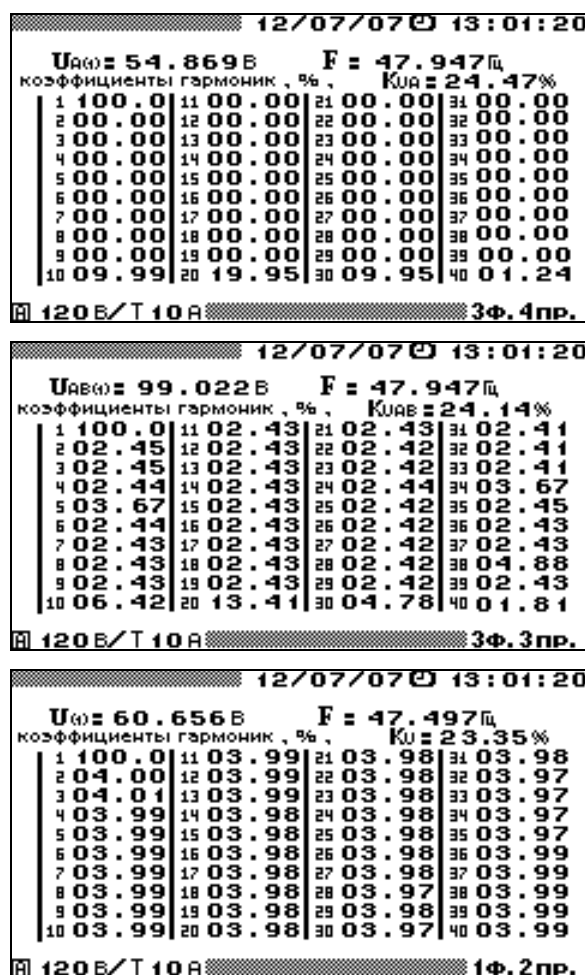 12/07/07 13:01:20
UA(1)= 54.869В F = 47.947Гц
коэффициенты гармоник, %, KUA=24.47%
1 100.0 11 00.00 21 00.00 31 00.00
2 00.00 12 00.00 22 00.00 32 00.00
3 00.00 13 00.00 23 00.00 33 00.00
4 00.00 14 00.00 24 00.00 34 00.00
5 00.00 15 00.00 25 00.00 35 00.00
6 00.00 16 00.00 26 00.00 36 00.00
7 00.00 17 00.00 27 00.00 37 00.00
8 00.00 18 00.00 28 00.00 38 00.00
9 00.00 19 00.00 29 00.00 39 00.00
10 09.99 20 19.95 30 09.95 40 01.24
A 120В/Т10А 3ф.4пр.
12/07/07 13:01:20
UAB(1)= 99.022В F = 47.947Гц
коэффициенты гармоник, %, KUAB=24.14%
1 100.0 11 02.43 21 02.43 31 02.41
2 02.45 12 02.43 22 02.42 32 02.41
3 02.45 13 02.43 23 02.42 33 02.41
4 02.44 14 02.43 24 02.44 34 03.67
5 03.67 15 02.43 25 02.42 35 02.45
6 02.44 16 02.43 26 02.42 36 02.43
7 02.43 17 02.43 27 02.42 37 02.43
8 02.43 18 02.43 28 02.42 38 04.88
9 02.43 19 02.43 29 02.42 39 02.43
10 06.42 20 13.41 30 04.78 40 01.81
A 120В/Т10А 3ф.3пр.
12/07/07 13:01:20
U(1)= 60.656В F = 47.497Гц
коэффициенты гармоник, %, KU=23.35%
1 100.0 11 03.99 21 03.98 31 03.98
2 04.00 12 03.99 22 03.98 32 03.97
3 04.01 13 03.99 23 03.98 33 03.97
4 03.99 14 03.98 24 03.98 34 03.97
5 03.99 15 03.98 25 03.98 35 03.97
6 03.99 16 03.98 26 03.98 36 03.99
7 03.99 17 03.98 27 03.98 37 03.99
8 03.99 18 03.98 28 03.97 38 03.99
9 03.99 19 03.98 29 03.98 39 03.99
10 03.99 20 03.98 30 03.97 40 03.99
A 120В/Т10А 1ф.2пр.